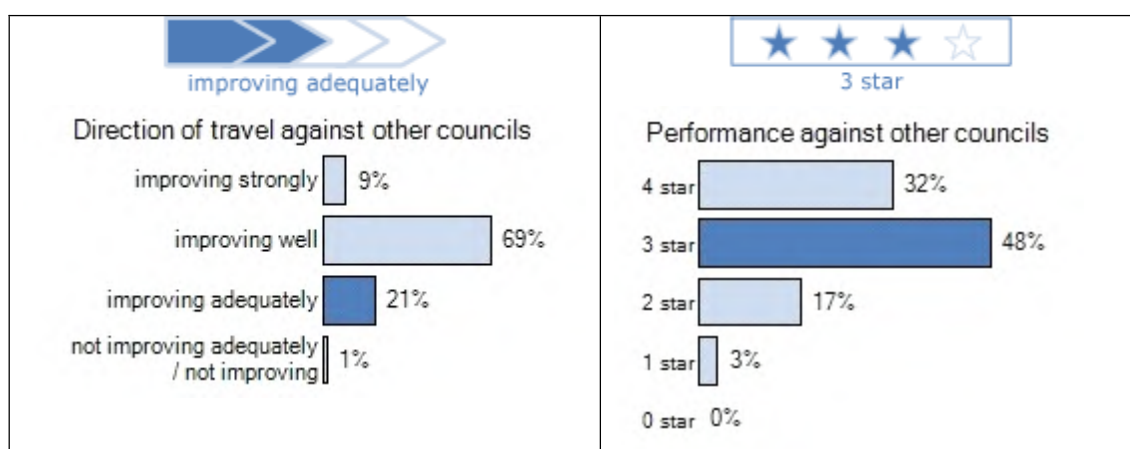 improving adequately
Direction of travel against other councils
improving strongly 9%
improving well 69%
improving adequately 21%
not improving adequately
/ not improving 1%
3 star
Performance against other councils
4 star 32%
3 star 48%
2 star 17%
1 star 3%
0 star 0%